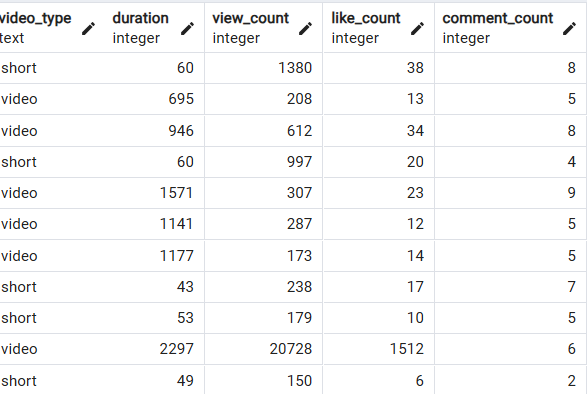 video_type duration view_count like_count comment_count
text integer integer integer integer
short 60 1380 38 8
video 695 208 13 5
video 946 612 34 8
short 60 997 20 4
video 1571 307 23 9
video 1141 287 12 5
video 1177 173 14 5
short 43 238 17 7
short 53 179 10 5
video 2297 20728 1512 6
short 49 150 6 2